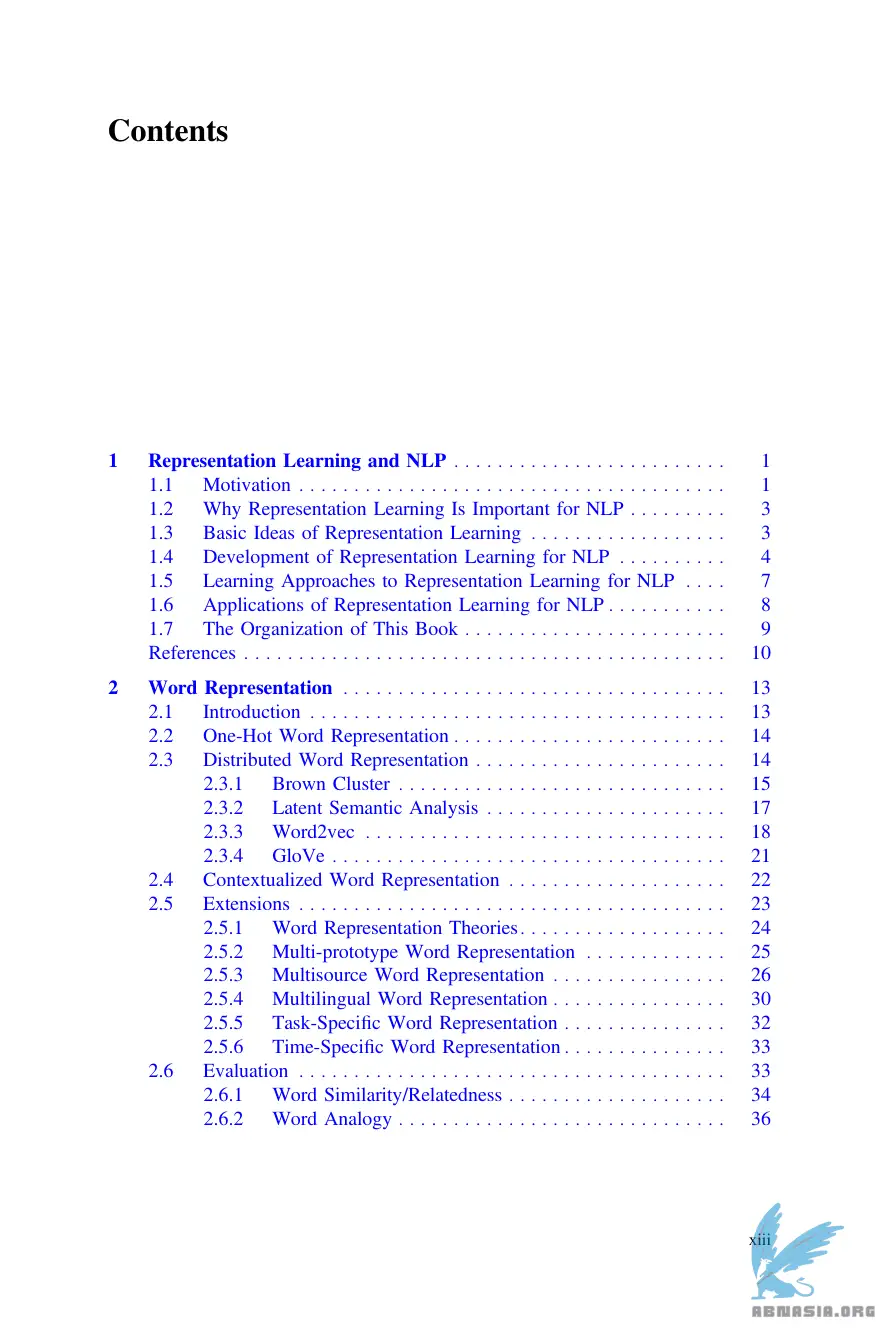 Contents
1 Representation Learning and NLP . . . . . . . . . . . . . . . . . . . . . . . . . 1
1.1 Motivation . . . . . . . . . . . . . . . . . . . . . . . . . . . . . . . . . . . . . . . 1
1.2 Why Representation Learning Is Important for NLP . . . . . . . . . 3
1.3 Basic Ideas of Representation Learning . . . . . . . . . . . . . . . . . . 3
1.4 Development of Representation Learning for NLP . . . . . . . . . . 4
1.5 Learning Approaches to Representation Learning for NLP . . . . 7
1.6 Applications of Representation Learning for NLP . . . . . . . . . . . 8
1.7 The Organization of This Book . . . . . . . . . . . . . . . . . . . . . . . . 9
References . . . . . . . . . . . . . . . . . . . . . . . . . . . . . . . . . . . . . . . . . . . . 10
2 Word Representation . . . . . . . . . . . . . . . . . . . . . . . . . . . . . . . . . . . 13
2.1 Introduction . . . . . . . . . . . . . . . . . . . . . . . . . . . . . . . . . . . . . . 13
2.2 One-Hot Word Representation . . . . . . . . . . . . . . . . . . . . . . . . . 14
2.3 Distributed Word Representation . . . . . . . . . . . . . . . . . . . . . . . 14
2.3.1 Brown Cluster . . . . . . . . . . . . . . . . . . . . . . . . . . . . . . 15
2.3.2 Latent Semantic Analysis . . . . . . . . . . . . . . . . . . . . . . 17
2.3.3 Word2vec . . . . . . . . . . . . . . . . . . . . . . . . . . . . . . . . . 18
2.3.4 GloVe . . . . . . . . . . . . . . . . . . . . . . . . . . . . . . . . . . . . 21
2.4 Contextualized Word Representation . . . . . . . . . . . . . . . . . . . . 22
2.5 Extensions . . . . . . . . . . . . . . . . . . . . . . . . . . . . . . . . . . . . . . . 23
2.5.1 Word Representation Theories . . . . . . . . . . . . . . . . . . . 24
2.5.2 Multi-prototype Word Representation . . . . . . . . . . . . . 25
2.5.3 Multisource Word Representation . . . . . . . . . . . . . . . . 26
2.5.4 Multilingual Word Representation . . . . . . . . . . . . . . . . 30
2.5.5 Task-Specific Word Representation . . . . . . . . . . . . . . . 32
2.5.6 Time-Specific Word Representation . . . . . . . . . . . . . . . 33
2.6 Evaluation . . . . . . . . . . . . . . . . . . . . . . . . . . . . . . . . . . . . . . . 33
2.6.1 Word Similarity/Relatedness . . . . . . . . . . . . . . . . . . . . 34
2.6.2 Word Analogy . . . . . . . . . . . . . . . . . . . . . . . . . . . . . . 36
xiii
ABNASIA.ORG